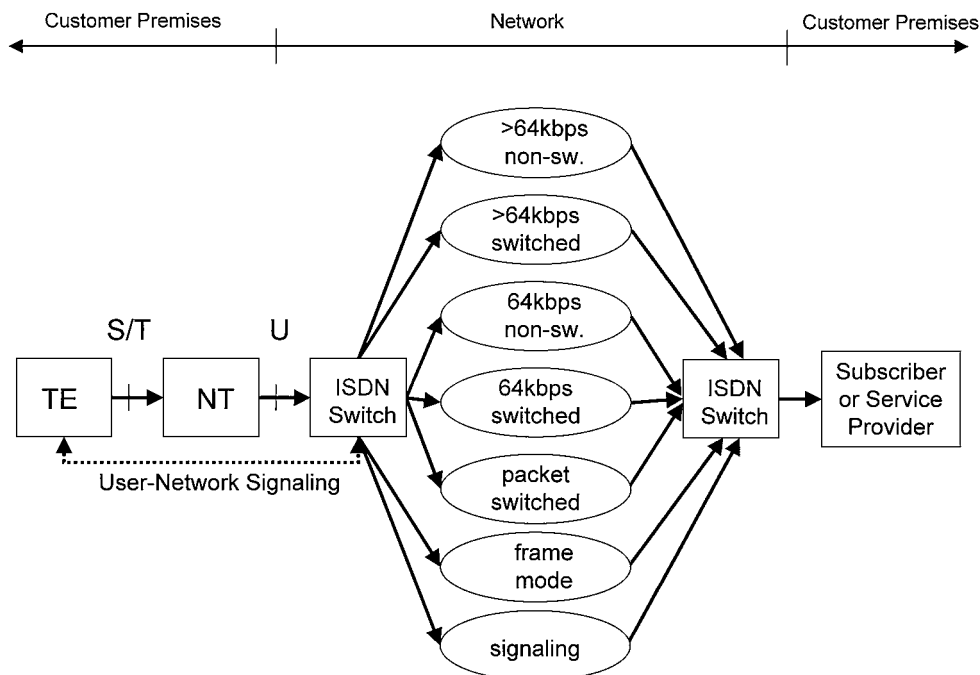 Customer Premises
Network
Customer Premises
>64kbps
non-sw.
>64kbps
switched
64kbps
non-sw.
S/T
U
TE
NT
ISDN
Switch
64kbps
switched
ISDN
Switch
Subscriber
or Service
Provider
User-Network Signaling
packet
switched
frame
mode
signaling